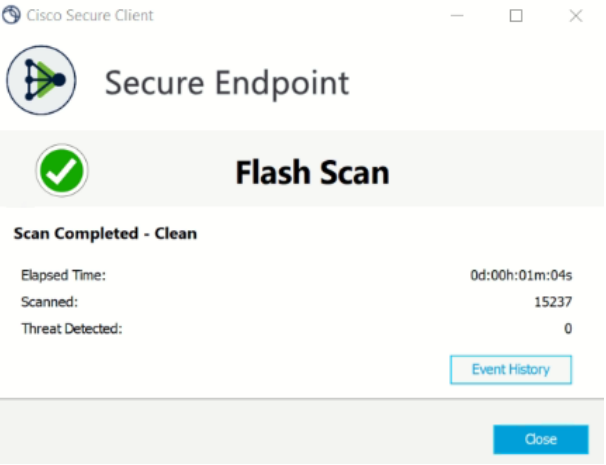 Cisco Secure Client
Secure Endpoint
Flash Scan
Scan Completed - Clean
Elapsed Time: 0d:00h:01m:04s
Scanned: 15237
Threat Detected: 0
Event History
Close